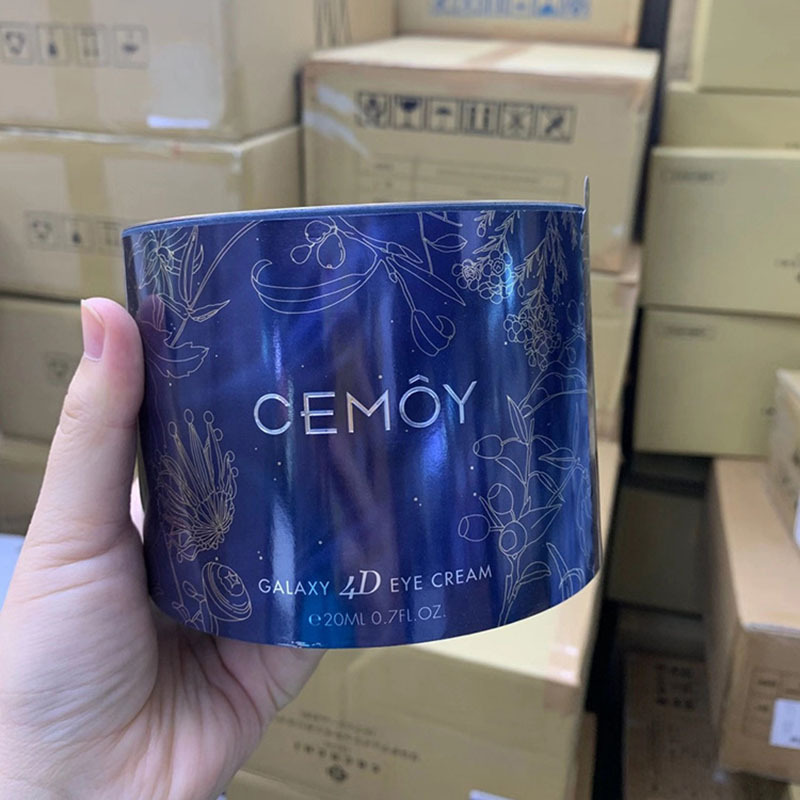 CEMÔY
GALAXY 4D EYE CREAM
℮20ML 0.7FL.OZ.